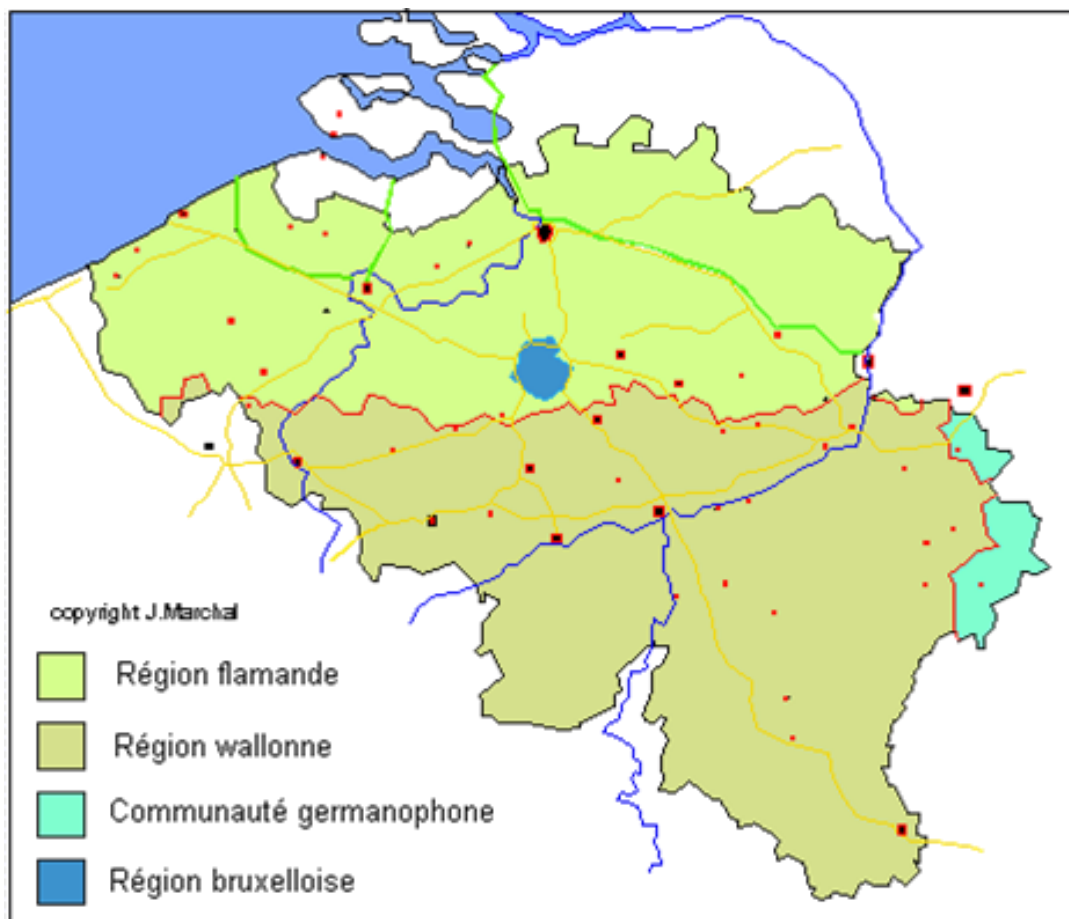 copyright J.Marchal
Région flamande
Région wallonne
Communauté germanophone
Région bruxelloise